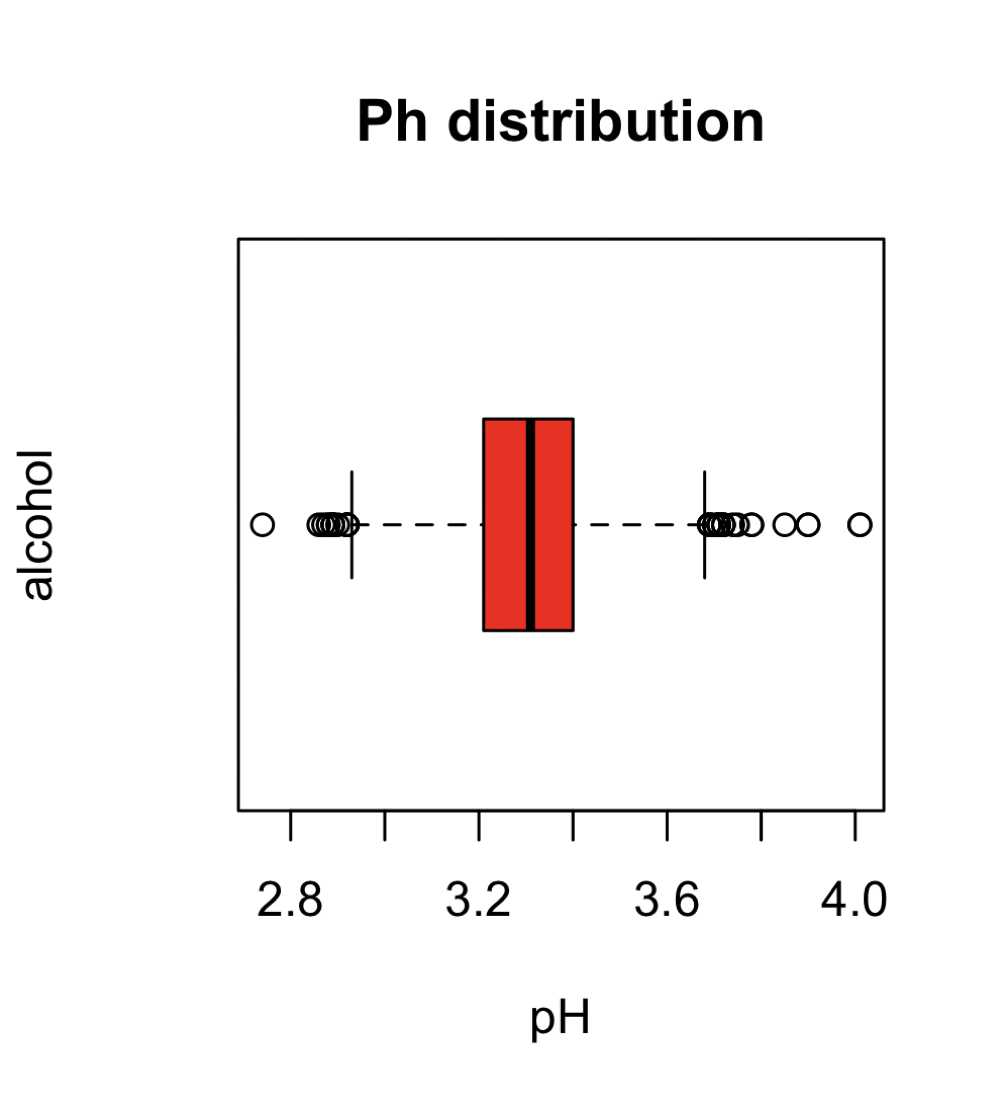 Ph distribution
alcohol
2.8 3.2 3.6 4.0
pH